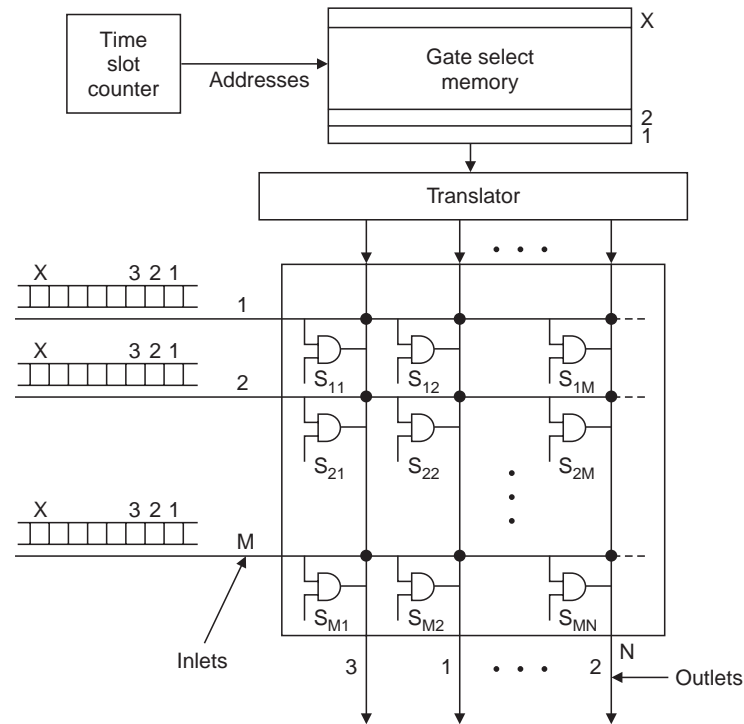 Time
slot
counter
Addresses
Gate select
memory
X
2
1
Translator
• • •
X 3 2 1
1
S11 S12 S1M
X 3 2 1
2
S21 S22 S2M
X 3 2 1
M
SM1 SM2 SMN
Inlets
3 1 • • • 2 N
Outlets